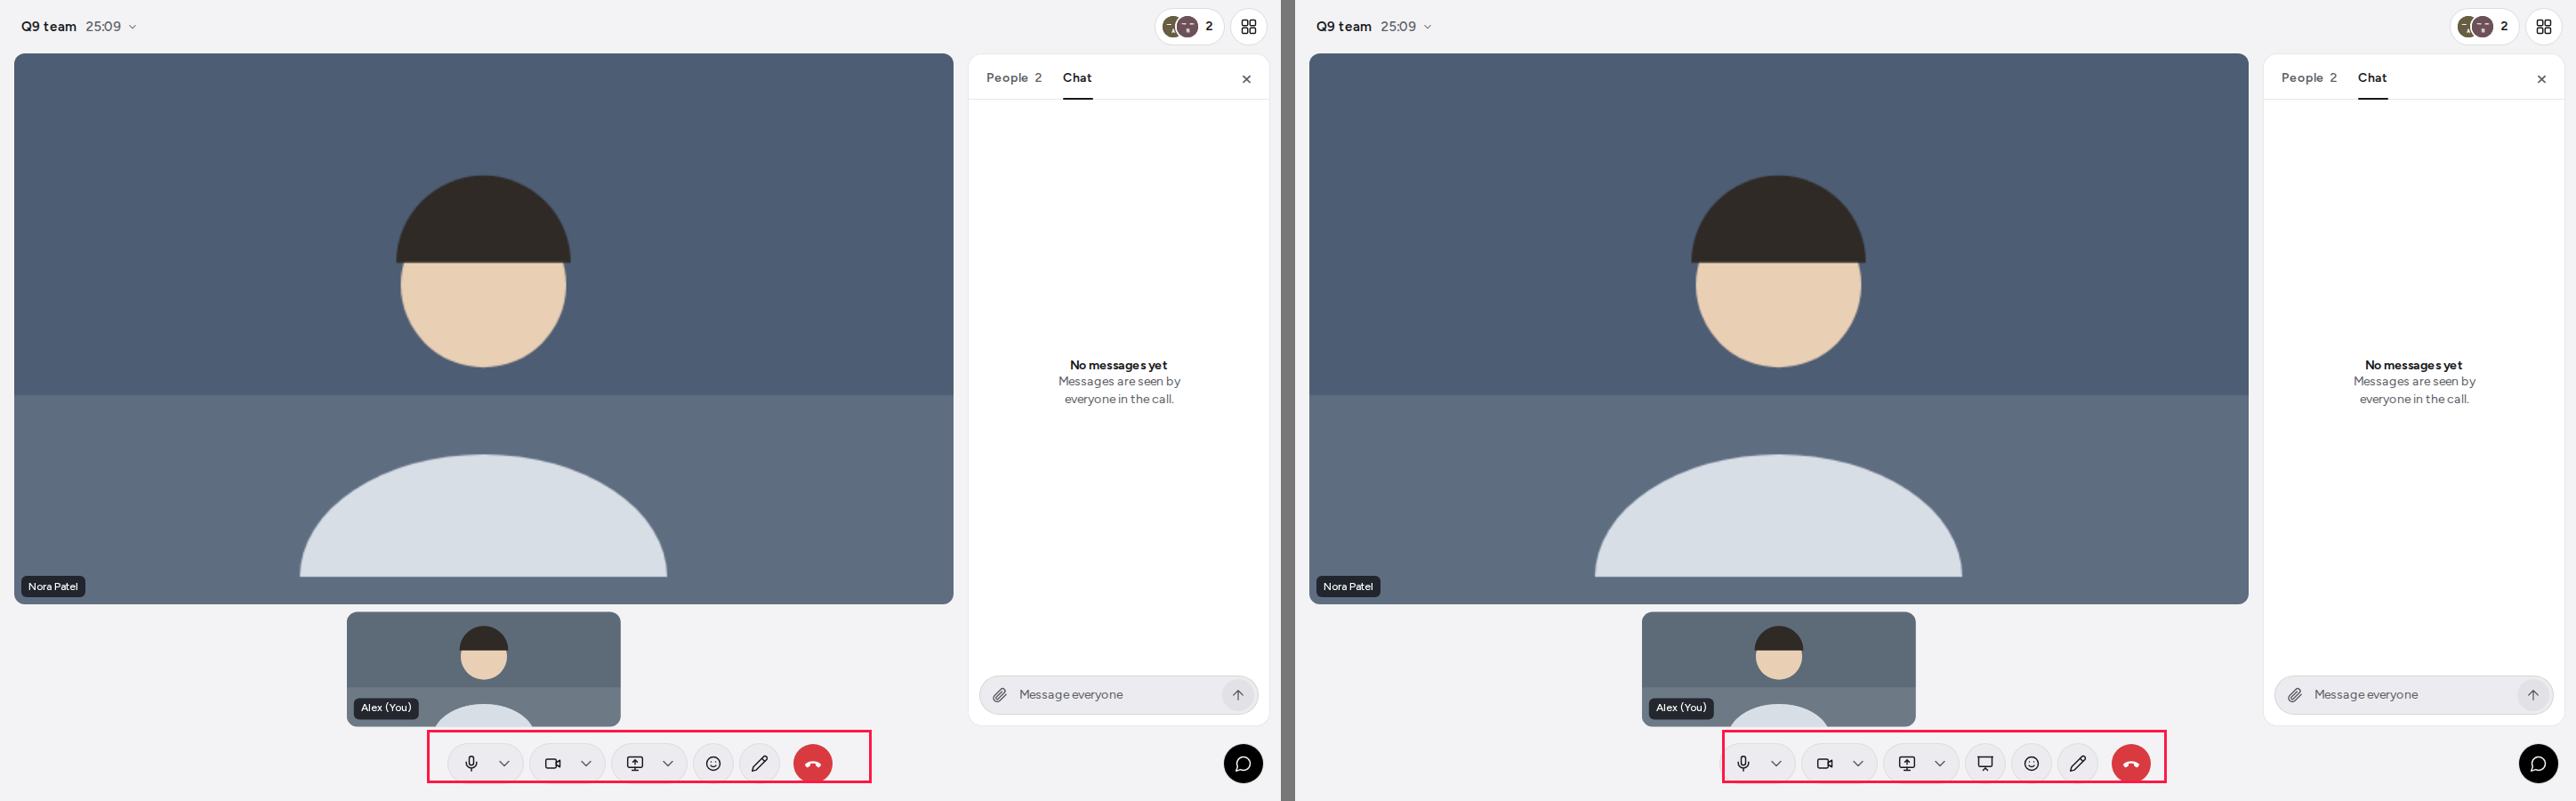 Q9 team 25:09
2
People 2 Chat
No messages yet
Messages are seen by
everyone in the call.
Nora Patel
Alex (You)
Message everyone
Q9 team 25:09
2
People 2 Chat
No messages yet
Messages are seen by
everyone in the call.
Nora Patel
Alex (You)
Message everyone